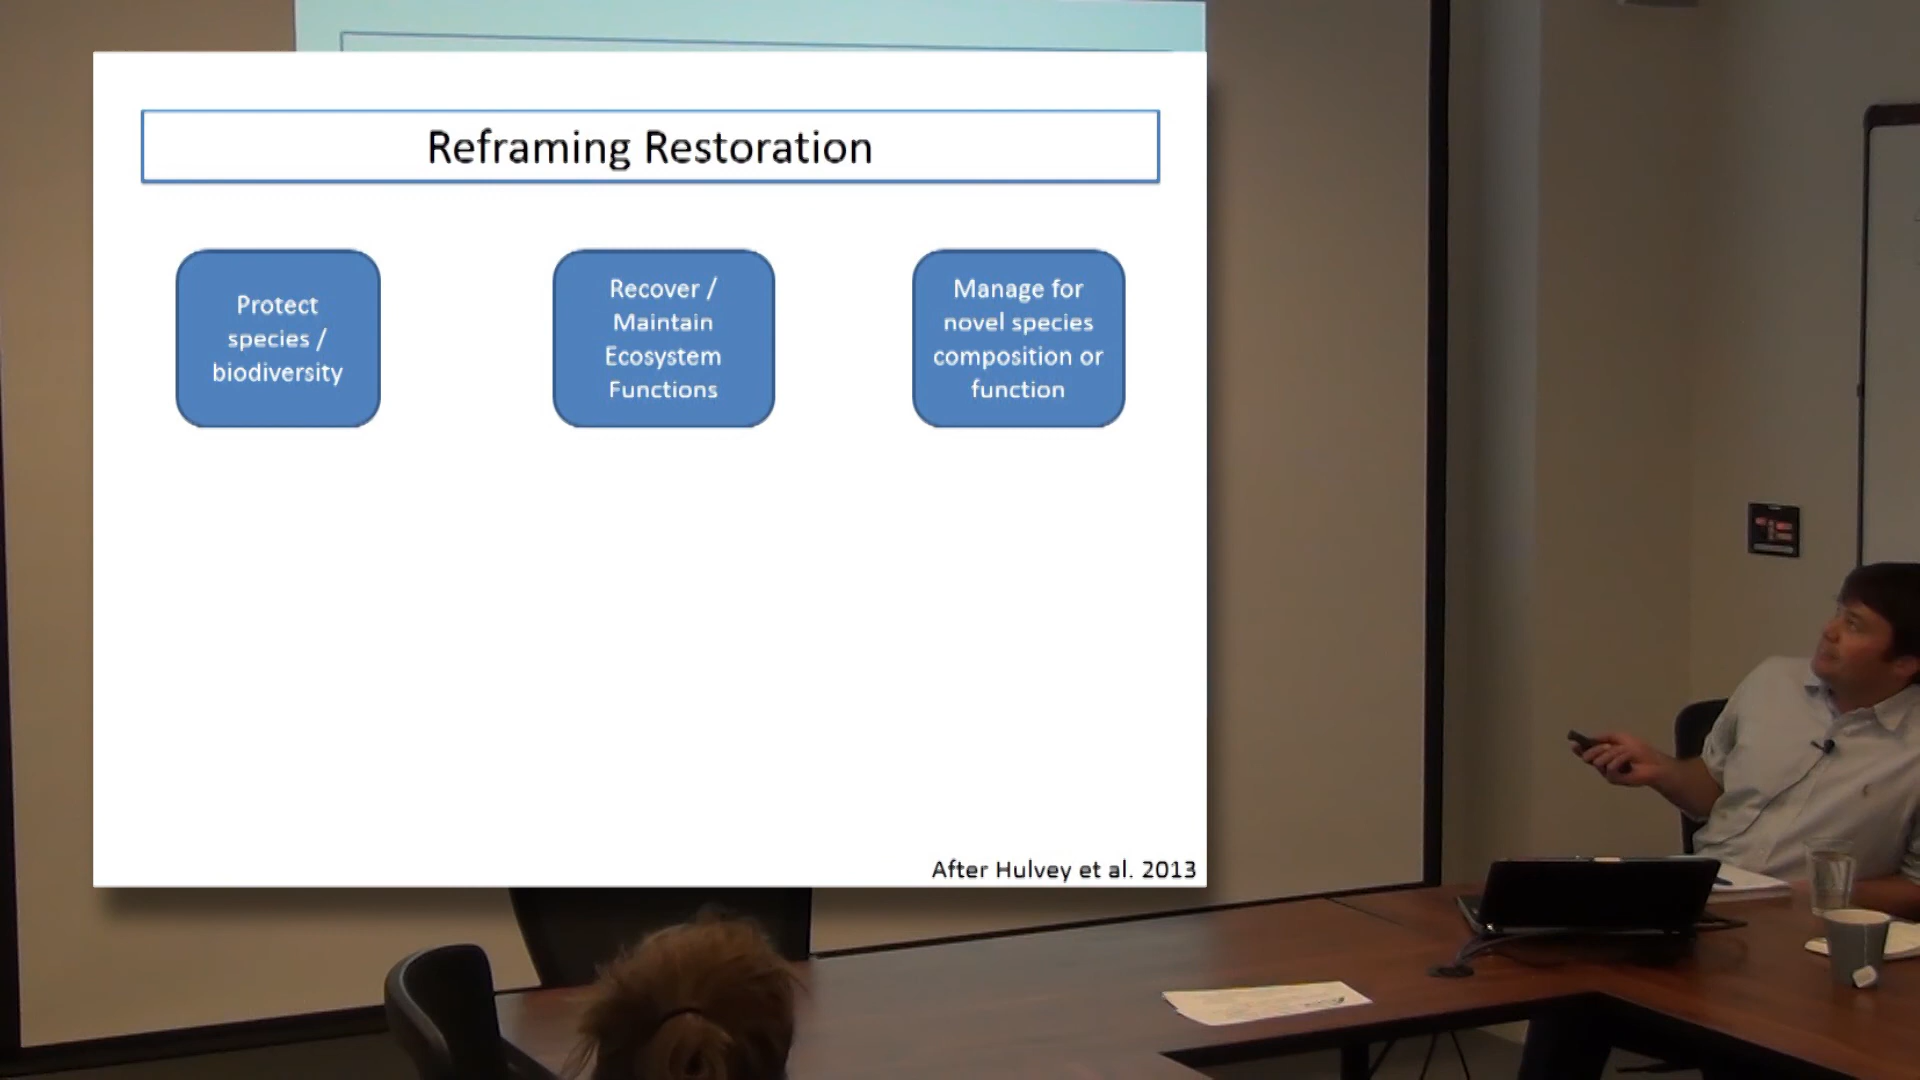 Reframing Restoration
Protect
species /
biodiversity
Recover /
Maintain
Ecosystem
Functions
Manage for
novel species
composition or
function
After Hulvey et al. 2013